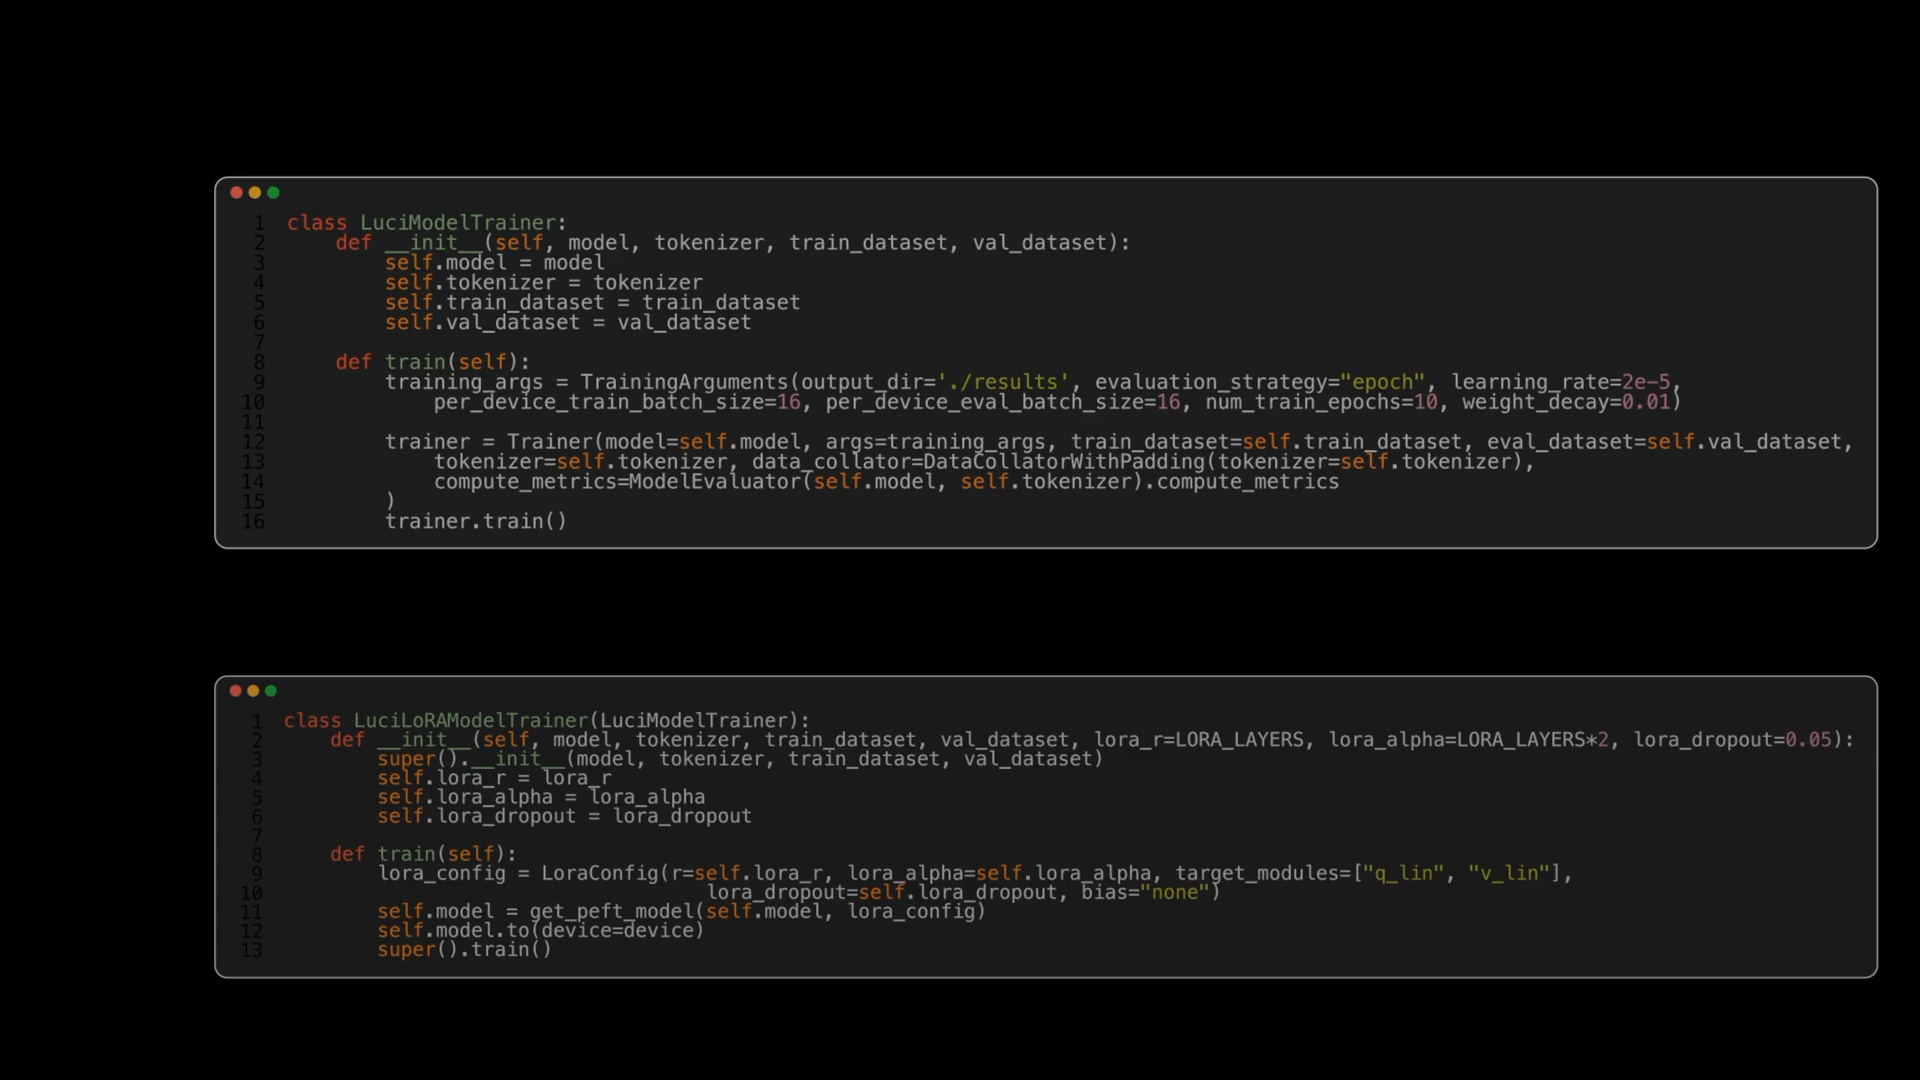 1 class LuciModelTrainer:
2     def __init__(self, model, tokenizer, train_dataset, val_dataset):
3         self.model = model
4         self.tokenizer = tokenizer
5         self.train_dataset = train_dataset
6         self.val_dataset = val_dataset
7
8     def train(self):
9         training_args = TrainingArguments(output_dir='./results', evaluation_strategy="epoch", learning_rate=2e-5,
10             per_device_train_batch_size=16, per_device_eval_batch_size=16, num_train_epochs=10, weight_decay=0.01)
11
12         trainer = Trainer(model=self.model, args=training_args, train_dataset=self.train_dataset, eval_dataset=self.val_dataset,
13             tokenizer=self.tokenizer, data_collator=DataCollatorWithPadding(tokenizer=self.tokenizer),
14             compute_metrics=ModelEvaluator(self.model, self.tokenizer).compute_metrics
15         )
16         trainer.train()
1 class LuciLoRAModelTrainer(LuciModelTrainer):
2     def __init__(self, model, tokenizer, train_dataset, val_dataset, lora_r=LORA_LAYERS, lora_alpha=LORA_LAYERS*2, lora_dropout=0.05):
3         super().__init__(model, tokenizer, train_dataset, val_dataset)
4         self.lora_r = lora_r
5         self.lora_alpha = lora_alpha
6         self.lora_dropout = lora_dropout
7
8     def train(self):
9         lora_config = LoraConfig(r=self.lora_r, lora_alpha=self.lora_alpha, target_modules=["q_lin", "v_lin"],
10                                     lora_dropout=self.lora_dropout, bias="none")
11         self.model = get_peft_model(self.model, lora_config)
12         self.model.to(device=device)
13         super().train()